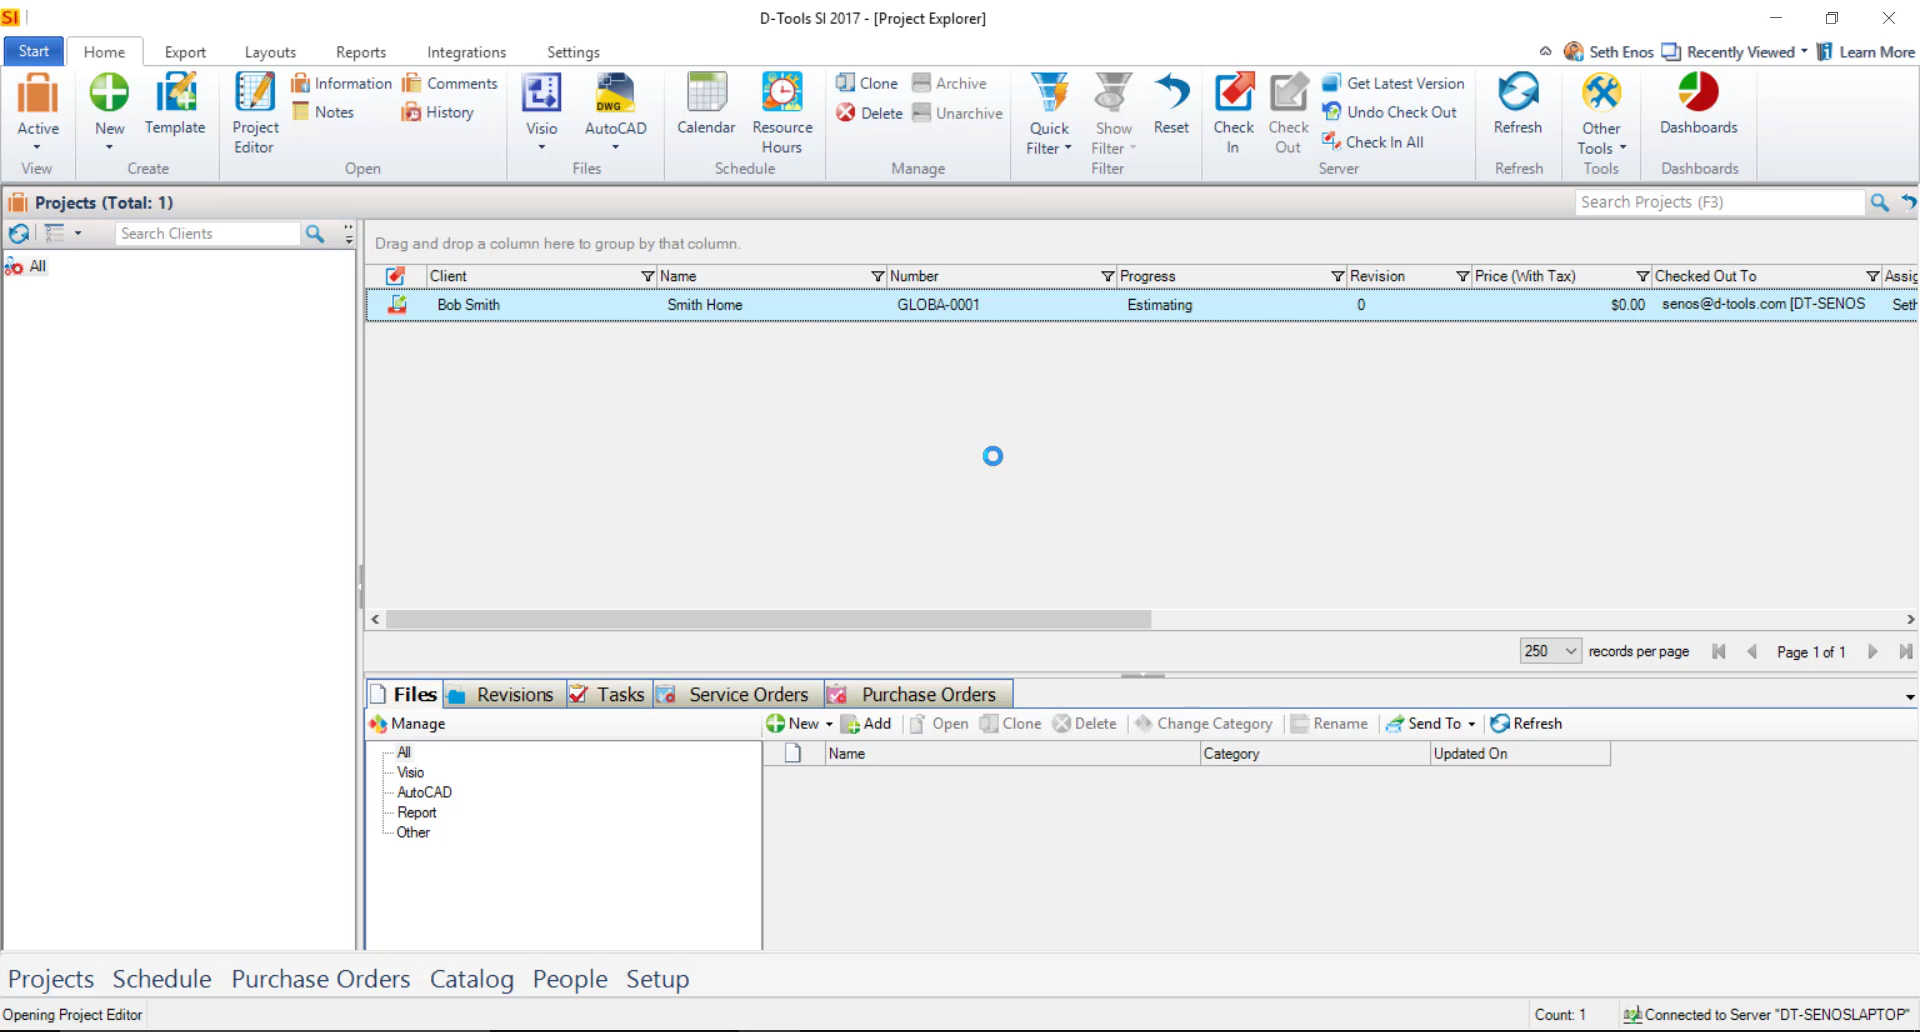 SI
D-Tools SI 2017 - [Project Explorer]
Start Home Export Layouts Reports Integrations Settings
Seth Enos Recently Viewed Learn More
Active New Template Project Editor Information Comments Notes History
Visio AutoCAD DWG Calendar Resource Hours
Clone Archive Delete Unarchive
Quick Filter Show Filter Reset
Check In Check Out Get Latest Version Undo Check Out Check In All
Refresh Other Tools Dashboards
View Create Open Files Schedule Manage Filter Server Refresh Tools Dashboards
Projects (Total: 1) Search Projects (F3)
Search Clients
Drag and drop a column here to group by that column.
All
Client Name Number Progress Revision Price (With Tax) Checked Out To Assig
Bob Smith Smith Home GLOBA-0001 Estimating 0 $0.00 senos@d-tools.com [DT-SENOS Seth
250 records per page Page 1 of 1
Files Revisions Tasks Service Orders Purchase Orders
Manage New Add Open Clone Delete Change Category Rename Send To Refresh
All
Visio
AutoCAD
Report
Other
Name Category Updated On
Projects Schedule Purchase Orders Catalog People Setup
Opening Project Editor Count: 1 Connected to Server "DT-SENOSLAPTOP"